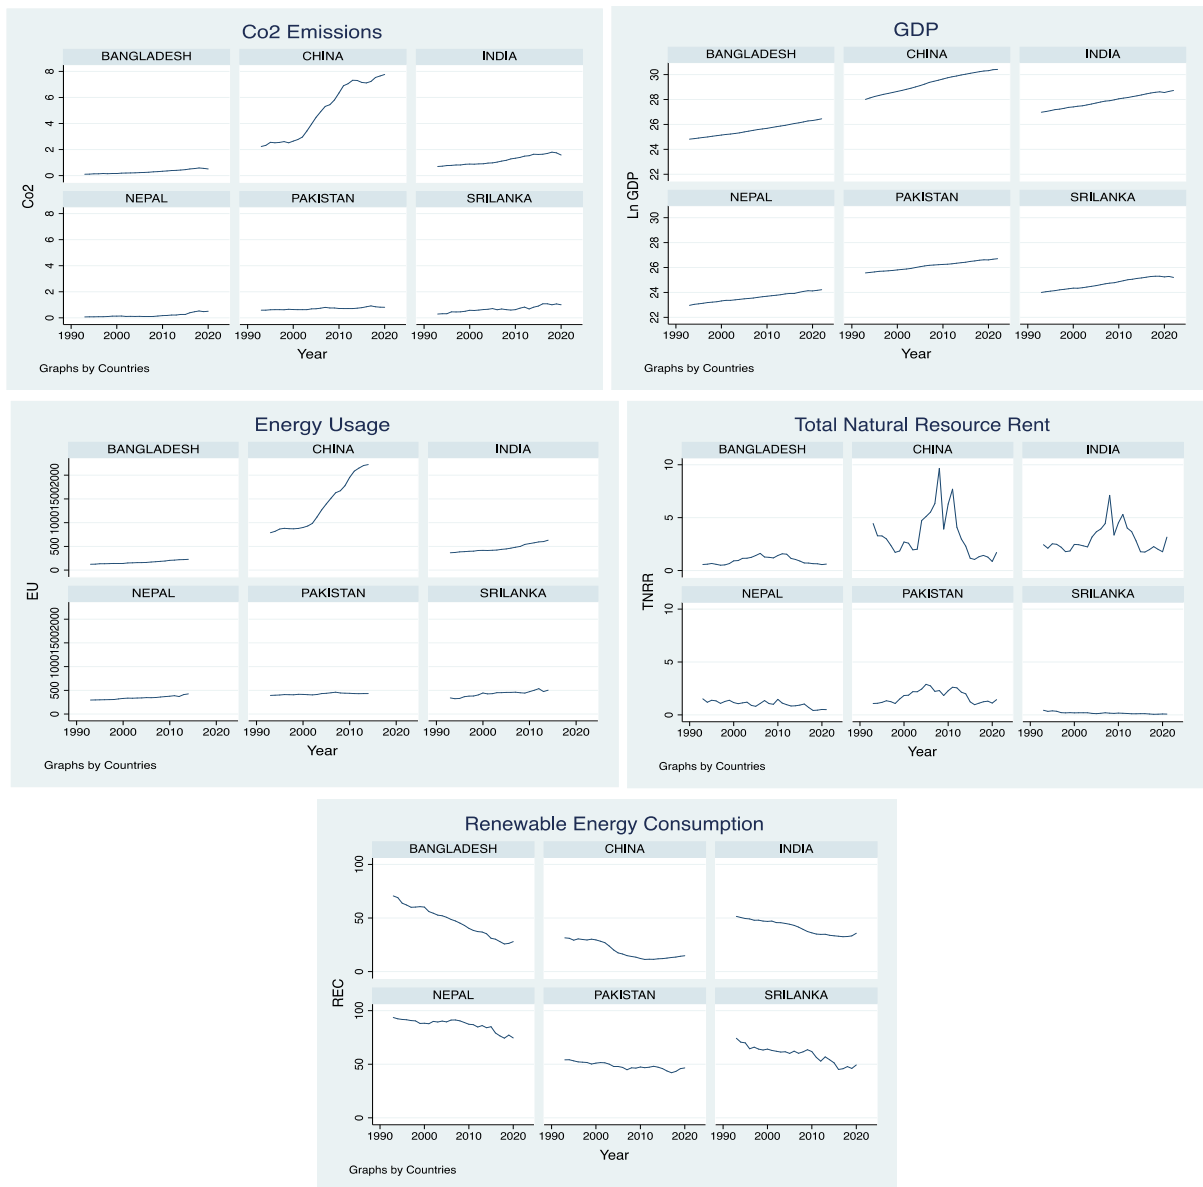 Co2 Emissions
BANGLADESH CHINA INDIA
8
6
4
2
0
NEPAL PAKISTAN SRILANKA
8
6
4
2
0
Co2
1990 2000 2010 2020 1990 2000 2010 2020 1990 2000 2010 2020
Year
Graphs by Countries
GDP
BANGLADESH CHINA INDIA
30
28
26
24
22
NEPAL PAKISTAN SRILANKA
30
28
26
24
22
Ln GDP
1990 2000 2010 2020 1990 2000 2010 2020 1990 2000 2010 2020
Year
Graphs by Countries
Energy Usage
BANGLADESH CHINA INDIA
0 500 1000 1500 2000
NEPAL PAKISTAN SRILANKA
0 500 1000 1500 2000
EU
1990 2000 2010 2020 1990 2000 2010 2020 1990 2000 2010 2020
Year
Graphs by Countries
Total Natural Resource Rent
BANGLADESH CHINA INDIA
10
5
0
NEPAL PAKISTAN SRILANKA
10
5
0
TNRR
1990 2000 2010 2020 1990 2000 2010 2020 1990 2000 2010 2020
Year
Graphs by Countries
Renewable Energy Consumption
BANGLADESH CHINA INDIA
100
50
0
NEPAL PAKISTAN SRILANKA
100
50
0
REC
1990 2000 2010 2020 1990 2000 2010 2020 1990 2000 2010 2020
Year
Graphs by Countries